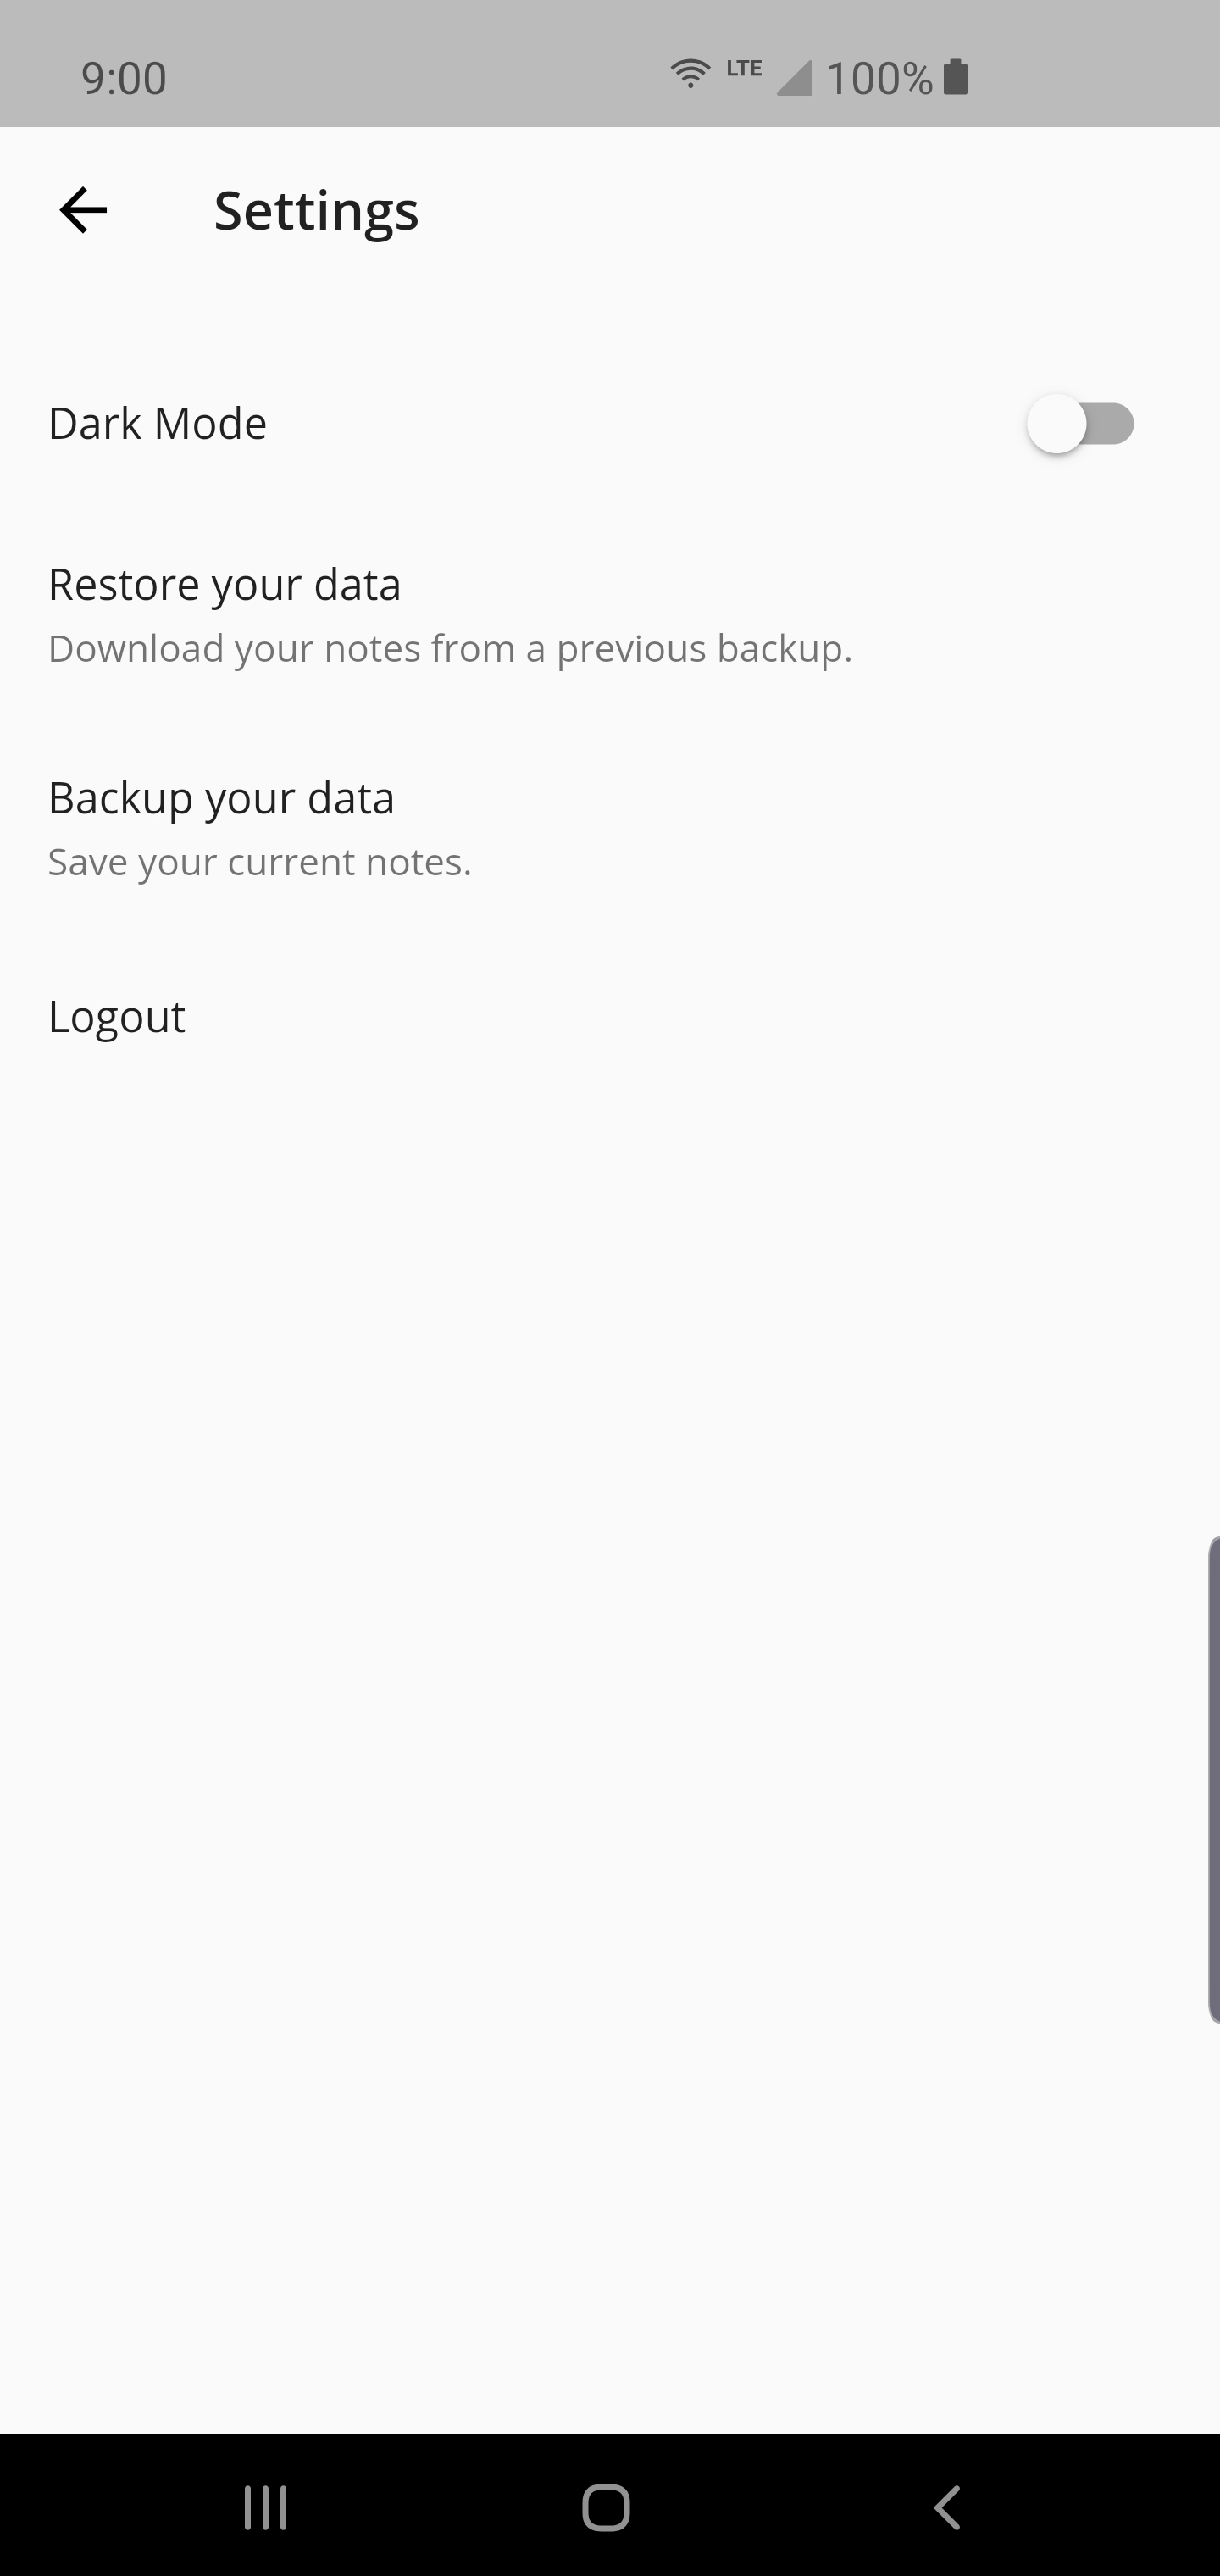 9:00 LTE 100%
Settings
Dark Mode
Restore your data
Download your notes from a previous backup.
Backup your data
Save your current notes.
Logout